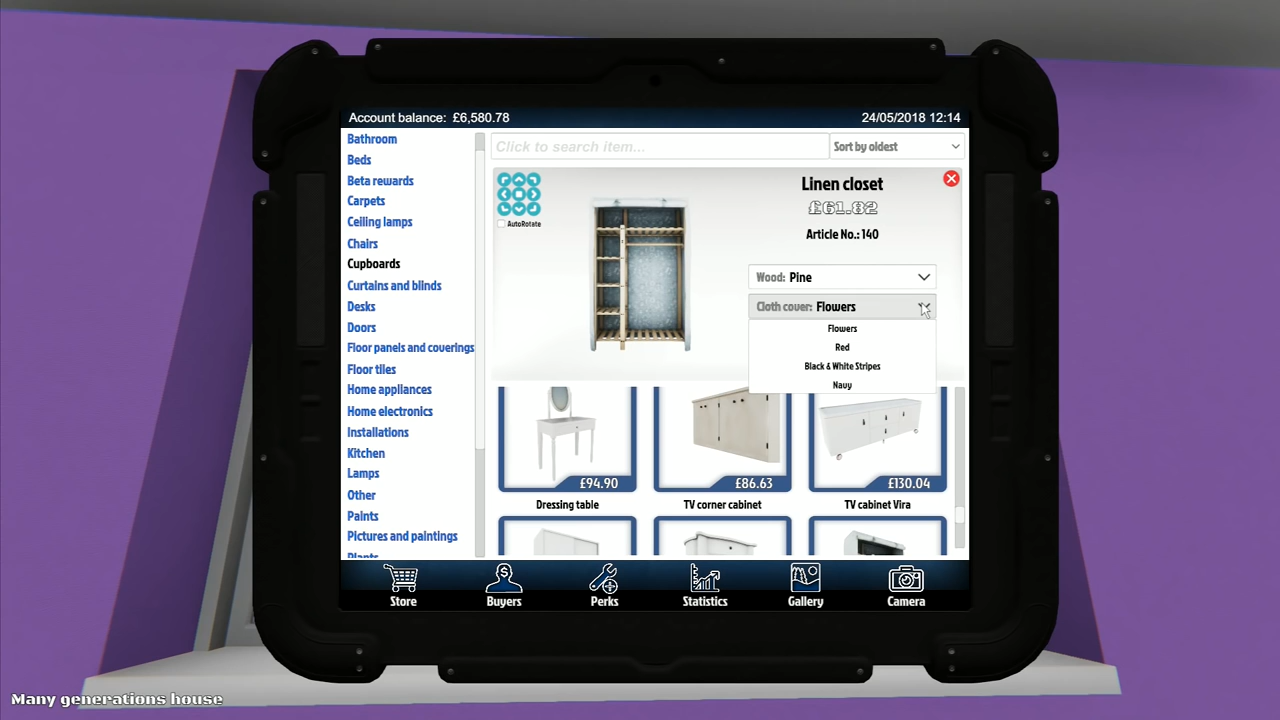 Account balance: £6,580.78
24/05/2018 12:14
Bathroom
Beds
Beta rewards
Carpets
Ceiling lamps
Chairs
Cupboards
Curtains and blinds
Desks
Doors
Floor panels and coverings
Floor tiles
Home appliances
Home electronics
Installations
Kitchen
Lamps
Other
Paints
Pictures and paintings
Plants
Click to search item...
Sort by oldest
AutoRotate
Linen closet
£61.82
Article No.: 140
Wood: Pine
Cloth cover: Flowers
Flowers
Red
Black & White Stripes
Navy
£94.90
£86.63
£130.04
Dressing table
TV corner cabinet
TV cabinet Vira
Store
Buyers
Perks
Statistics
Gallery
Camera
Many generations house